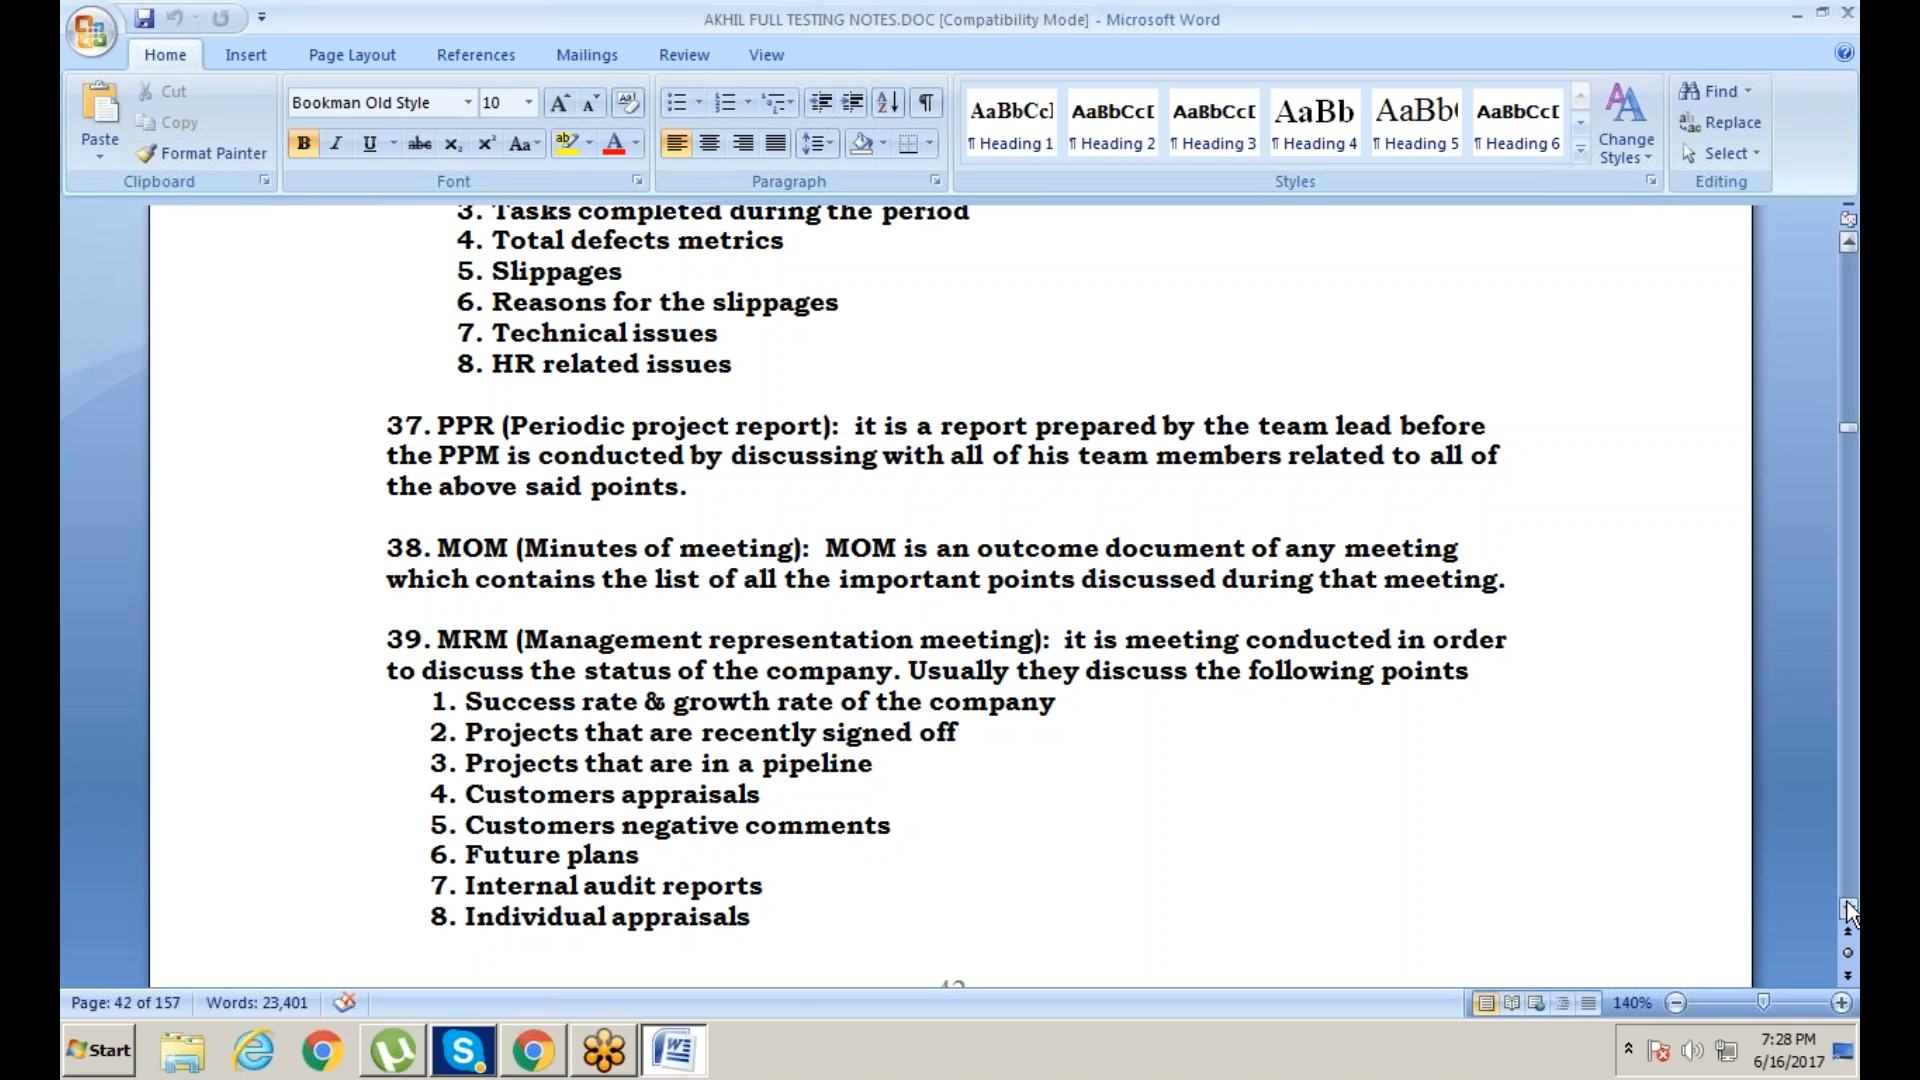 AKHIL FULL TESTING NOTES.DOC [Compatibility Mode] - Microsoft Word
Home Insert Page Layout References Mailings Review View
Paste
Cut
Copy
Format Painter
Clipboard
Bookman Old Style 10
Font
Paragraph
AaBbCcI AaBbCcD AaBbCcD AaBb AaBb( AaBbCcD
¶ Heading 1 ¶ Heading 2 ¶ Heading 3 ¶ Heading 4 ¶ Heading 5 ¶ Heading 6
Change Styles
Styles
Find
Replace
Select
Editing
3. Tasks completed during the period
4. Total defects metrics
5. Slippages
6. Reasons for the slippages
7. Technical issues
8. HR related issues
37. PPR (Periodic project report): it is a report prepared by the team lead before
the PPM is conducted by discussing with all of his team members related to all of
the above said points.
38. MOM (Minutes of meeting): MOM is an outcome document of any meeting
which contains the list of all the important points discussed during that meeting.
39. MRM (Management representation meeting): it is meeting conducted in order
to discuss the status of the company. Usually they discuss the following points
1. Success rate & growth rate of the company
2. Projects that are recently signed off
3. Projects that are in a pipeline
4. Customers appraisals
5. Customers negative comments
6. Future plans
7. Internal audit reports
8. Individual appraisals
Page: 42 of 157 Words: 23,401 140%
Start
7:28 PM
6/16/2017